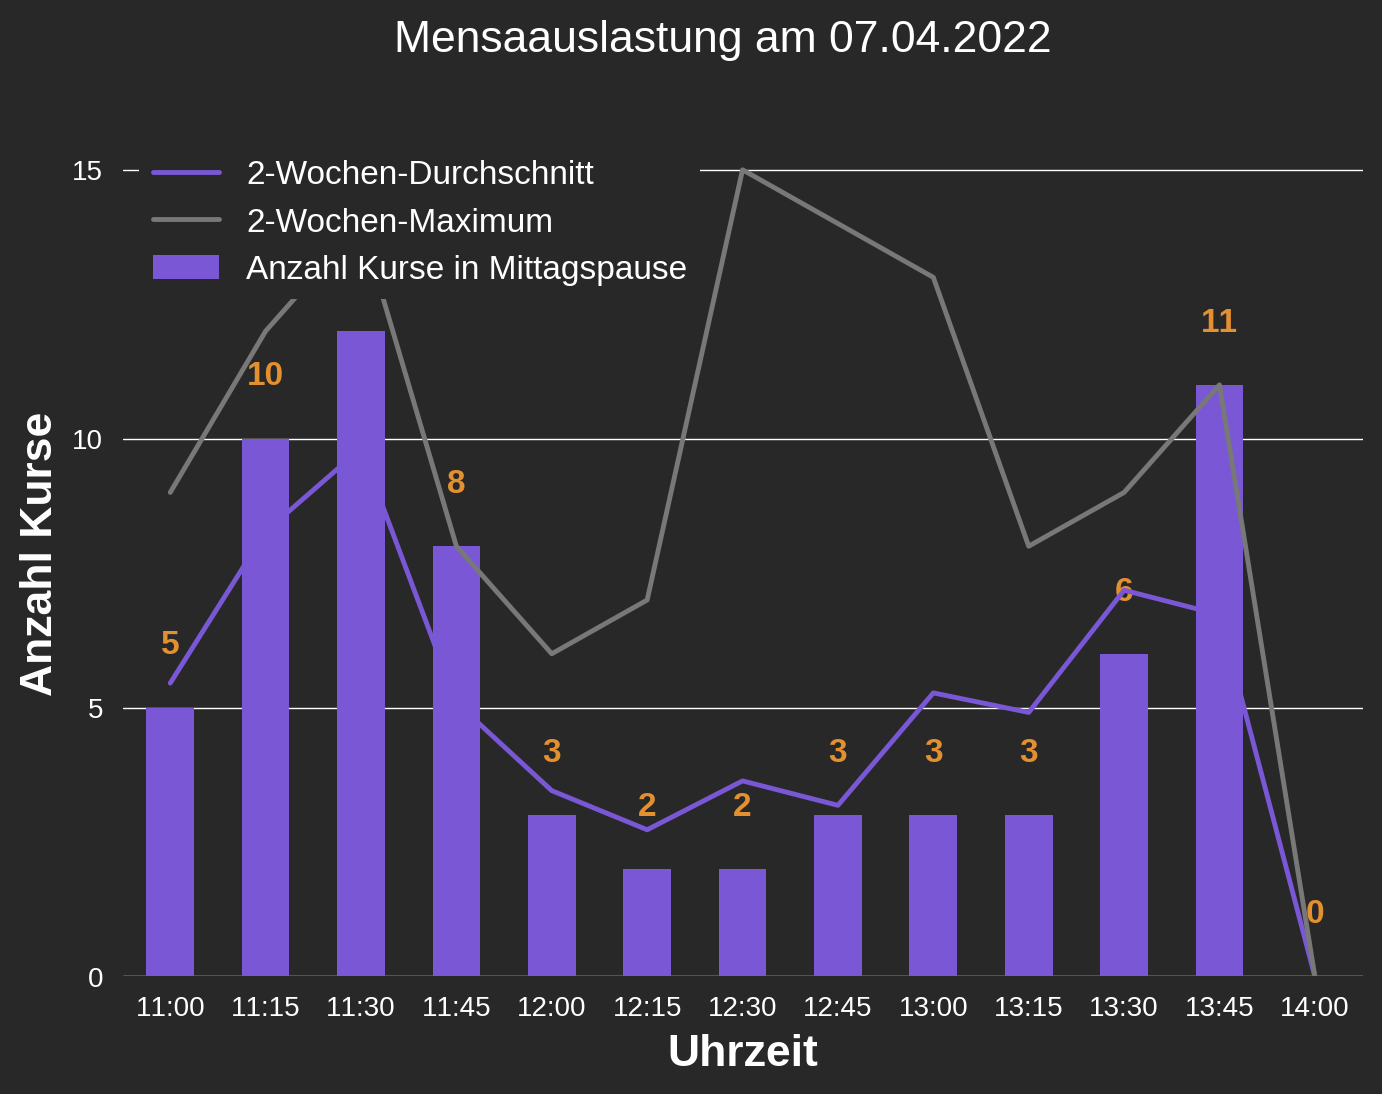 Mensaauslastung am 07.04.2022
2-Wochen-Durchschnitt
2-Wochen-Maximum
Anzahl Kurse in Mittagspause
15
10
5
0
Anzahl Kurse
5
10
8
3
2
2
3
3
3
6
11
0
11:00 11:15 11:30 11:45 12:00 12:15 12:30 12:45 13:00 13:15 13:30 13:45 14:00
Uhrzeit